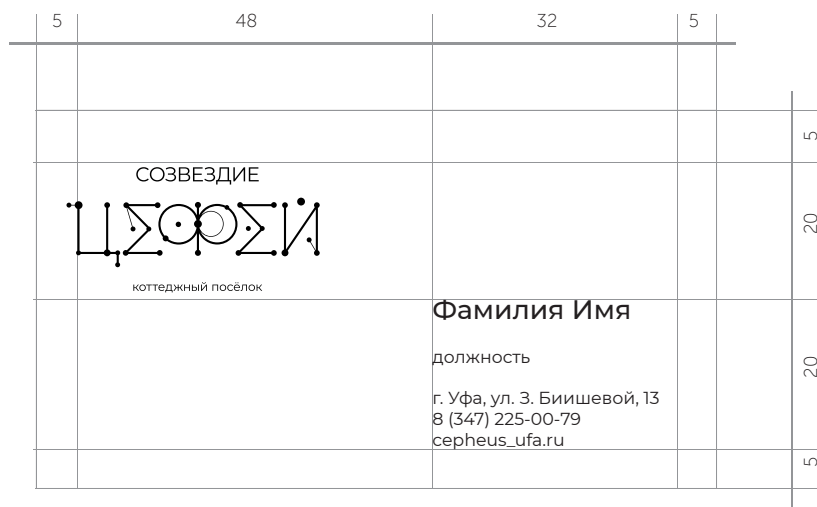 5 48 32 5
5
СОЗВЕЗДИЕ
ЦЕФЕЙ
20
коттеджный посёлок
Фамилия Имя
должность
20
г. Уфа, ул. З. Биишевой, 13
8 (347) 225-00-79
cepheus_ufa.ru
5